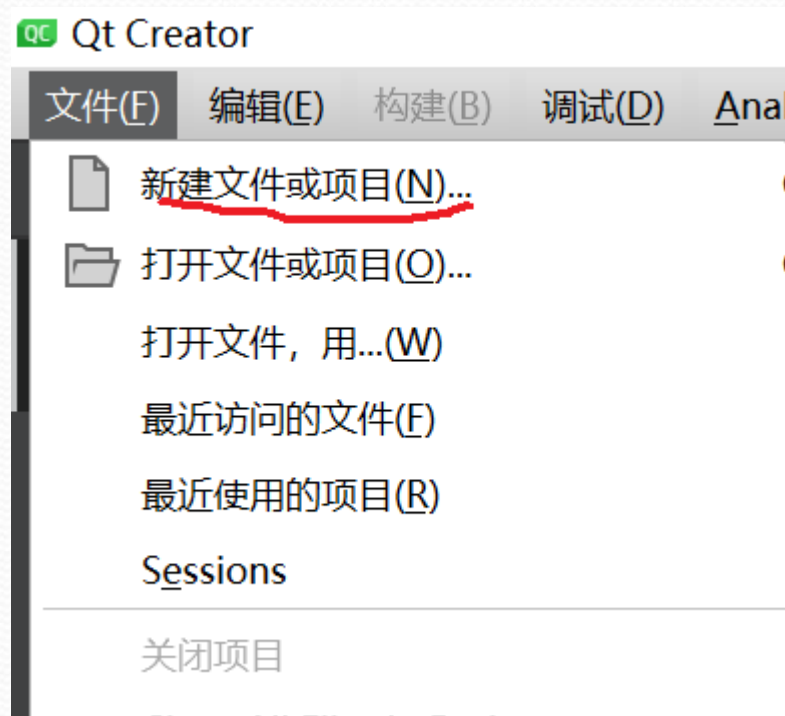 QC Qt Creator
文件(F) 编辑(E) 构建(B) 调试(D)
新建文件或项目(N)...
打开文件或项目(O)...
打开文件，用...(W)
最近访问的文件(F)
最近使用的项目(R)
Sessions
关闭项目